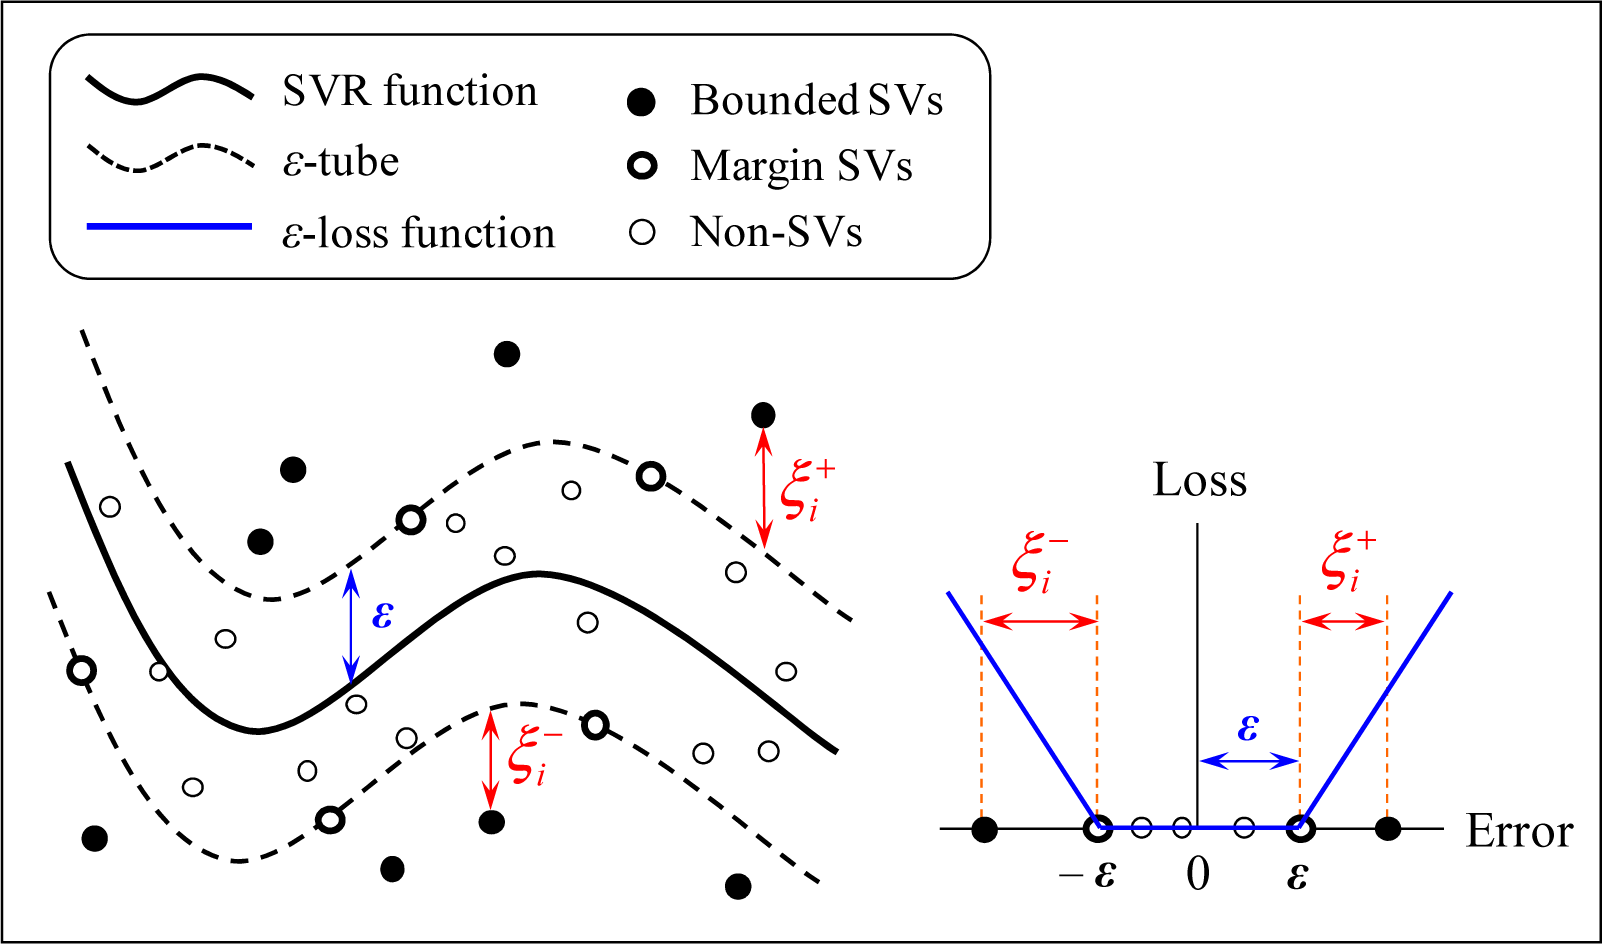 SVR function
ε-tube
ε-loss function
Bounded SVs
Margin SVs
Non-SVs
ξᵢ⁺
ε
ξᵢ⁻
Loss
ξᵢ⁻
ξᵢ⁺
ε
Error
−ε
0
ε